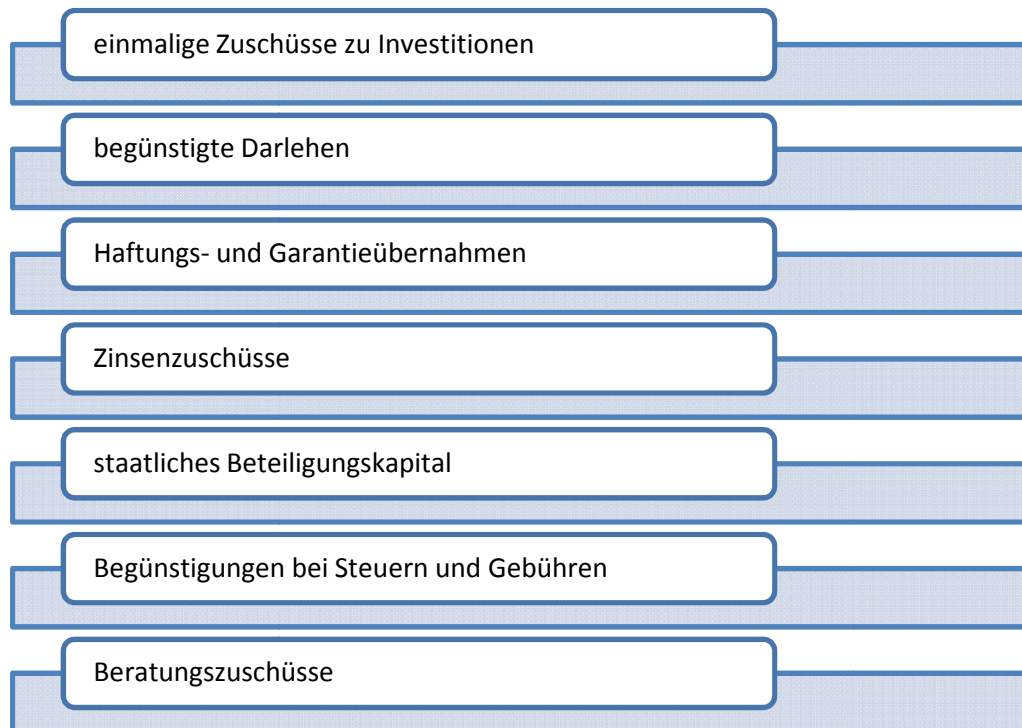 einmalige Zuschüsse zu Investitionen
begünstigte Darlehen
Haftungs- und Garantieübernahmen
Zinsenzuschüsse
staatliches Beteiligungskapital
Begünstigungen bei Steuern und Gebühren
Beratungszuschüsse